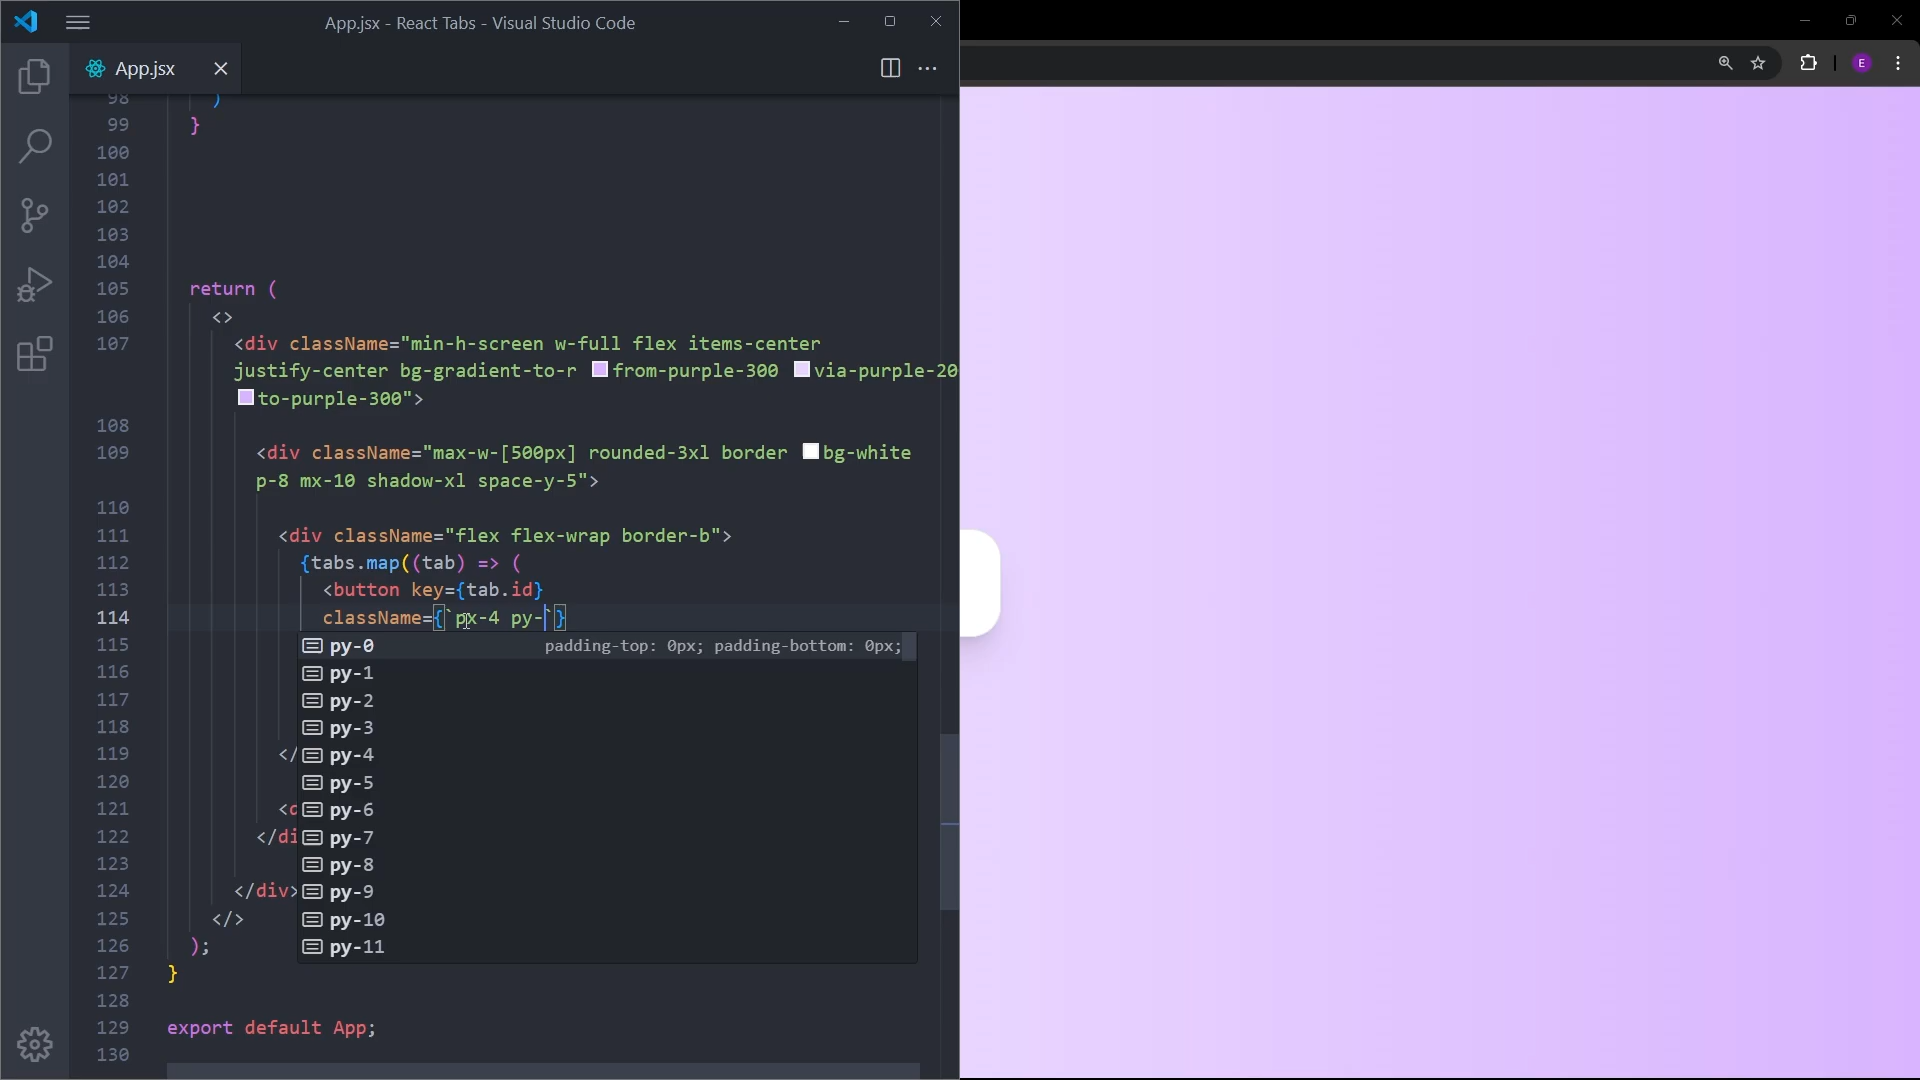 App.jsx - React Tabs - Visual Studio Code
App.jsx
E
98 )
99 }
100
101
102
103
104
105 return (
106 <>
107 <div className="min-h-screen w-full flex items-center
justify-center bg-gradient-to-r from-purple-300 via-purple-20
to-purple-300">
108
109 <div className="max-w-[500px] rounded-3xl border bg-white
p-8 mx-10 shadow-xl space-y-5">
110
111 <div className="flex flex-wrap border-b">
112 {tabs.map((tab) => (
113 <button key={tab.id}
114 className={`px-4 py-`}
115 py-0 padding-top: 0px; padding-bottom: 0px;
116 py-1
117 py-2
118 py-3
119 </ py-4
120 py-5
121 py-6
122 </di py-7
123 py-8
124 </div> py-9
125 </> py-10
126 ); py-11
127 }
128
129 export default App;
130